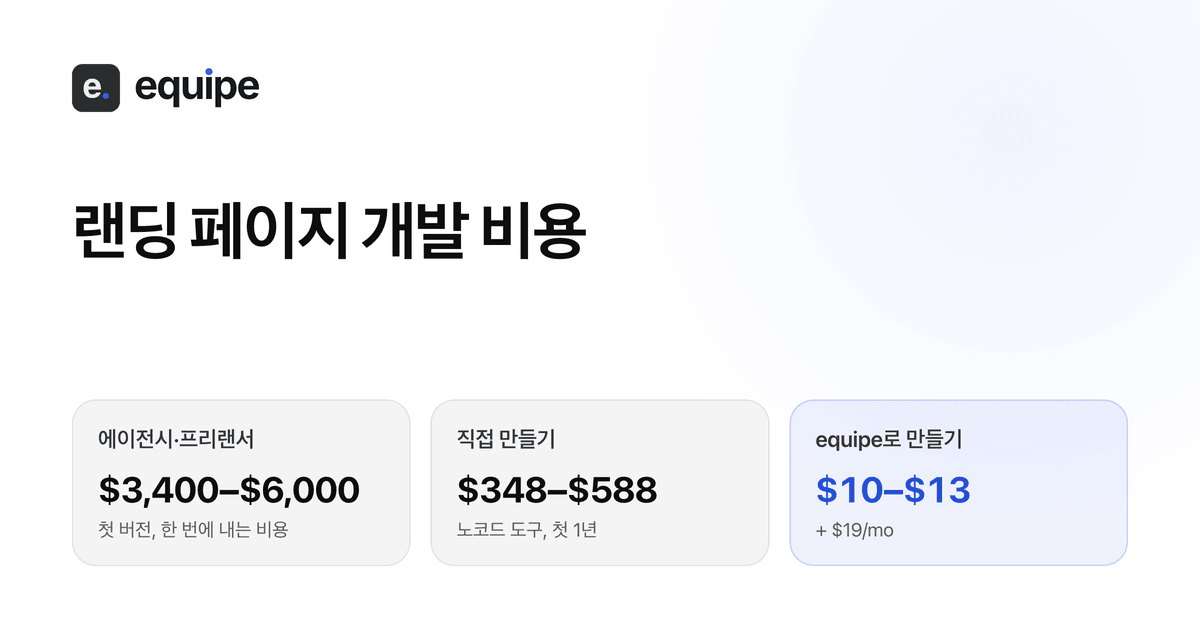 e. equipe
랜딩 페이지 개발 비용
에이전시·프리랜서
$3,400–$6,000
첫 버전, 한 번에 내는 비용
직접 만들기
$348–$588
노코드 도구, 첫 1년
equipe로 만들기
$10–$13
+ $19/mo